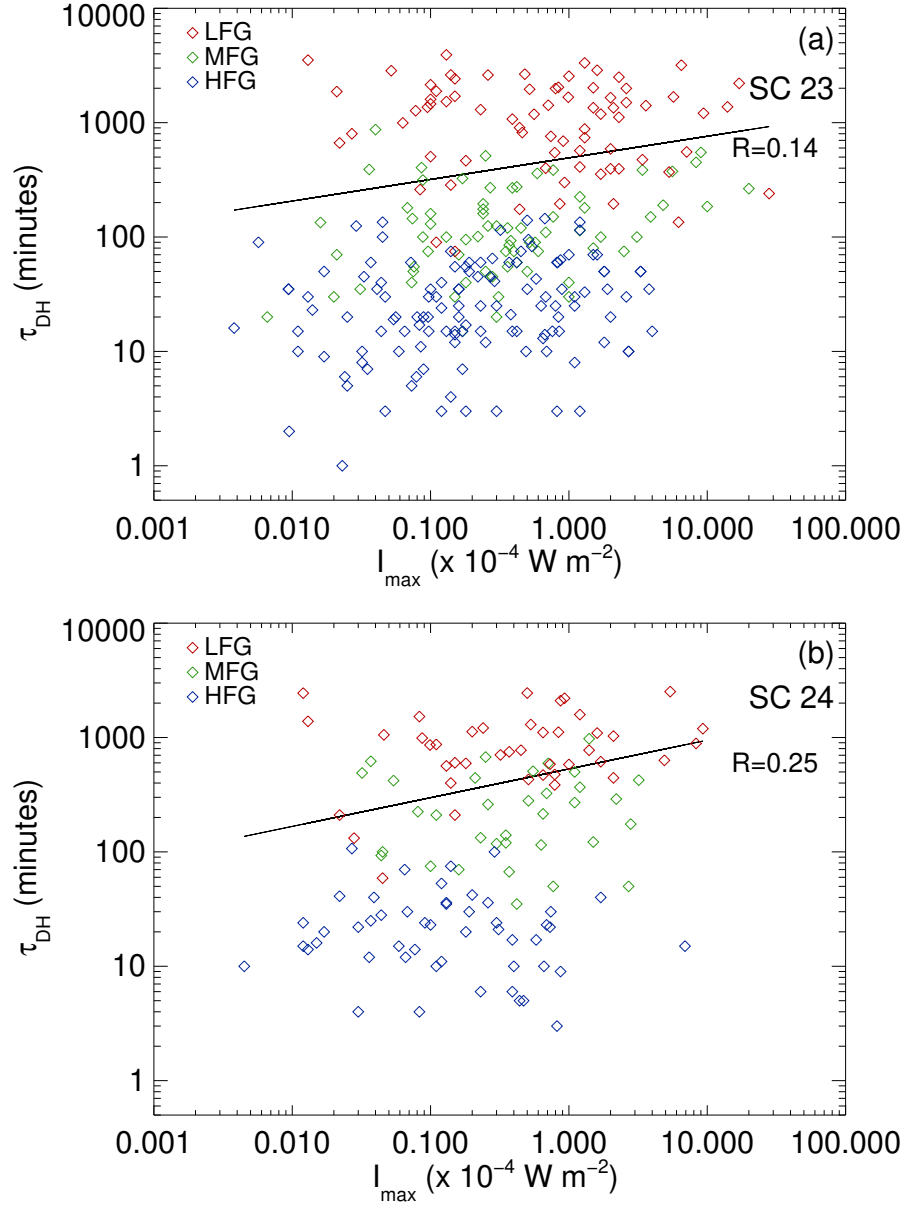 10000
LFG
(a)
MFG
HFG
SC 23
1000
R=0.14
100
10
1
τDH (minutes)
0.001 0.010 0.100 1.000 10.000 100.000
Imax (x 10−4 W m−2)
10000
LFG
(b)
MFG
HFG
SC 24
1000
R=0.25
100
10
1
τDH (minutes)
0.001 0.010 0.100 1.000 10.000 100.000
Imax (x 10−4 W m−2)